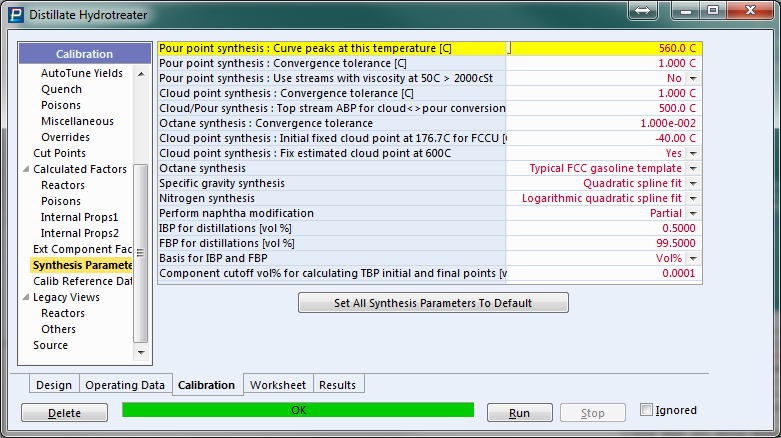 Distillate Hydrotreater
Calibration
AutoTune Yields
Quench
Poisons
Miscellaneous
Overrides
Cut Points
Calculated Factors
Reactors
Poisons
Internal Props1
Internal Props2
Ext Component Fac
Synthesis Paramete
Calib Reference Dat
Legacy Views
Reactors
Others
Source
Pour point synthesis : Curve peaks at this temperature [C] 560.0 C
Pour point synthesis : Convergence tolerance [C] 1.000 C
Pour point synthesis : Use streams with viscosity at 50C > 2000cSt No
Cloud point synthesis : Convergence tolerance [C] 1.000 C
Cloud/Pour synthesis : Top stream ABP for cloud<>pour conversion 500.0 C
Octane synthesis : Convergence tolerance 1.000e-002
Cloud point synthesis : Initial fixed cloud point at 176.7C for FCCU [C -40.00 C
Cloud point synthesis : Fix estimated cloud point at 600C Yes
Octane synthesis Typical FCC gasoline template
Specific gravity synthesis Quadratic spline fit
Nitrogen synthesis Logarithmic quadratic spline fit
Perform naphtha modification Partial
IBP for distillations [vol %] 0.5000
FBP for distillations [vol %] 99.5000
Basis for IBP and FBP Vol%
Component cutoff vol% for calculating TBP initial and final points [v 0.0001
Set All Synthesis Parameters To Default
Design Operating Data Calibration Worksheet Results
Delete OK Run Stop Ignored